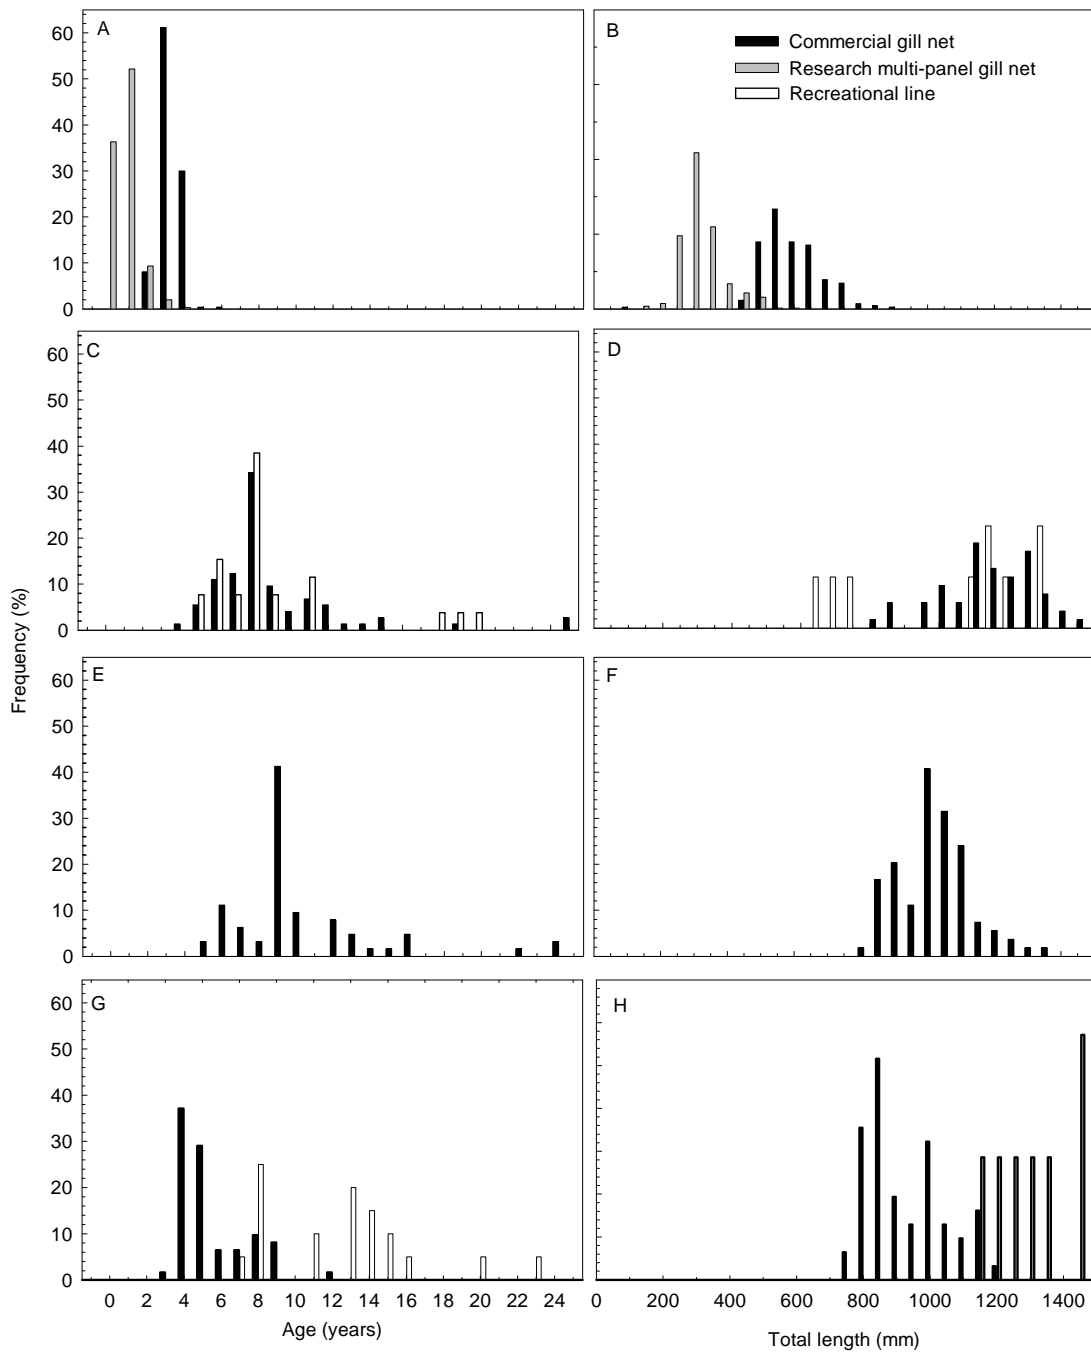 A
B
Commercial gill net
Research multi-panel gill net
Recreational line
60
50
40
30
20
10
0
C
D
60
50
40
30
20
10
0
Frequency (%)
E
F
60
50
40
30
20
10
0
G
H
60
50
40
30
20
10
0
0 2 4 6 8 10 12 14 16 18 20 22 24
0 200 400 600 800 1000 1200 1400
Age (years)
Total length (mm)